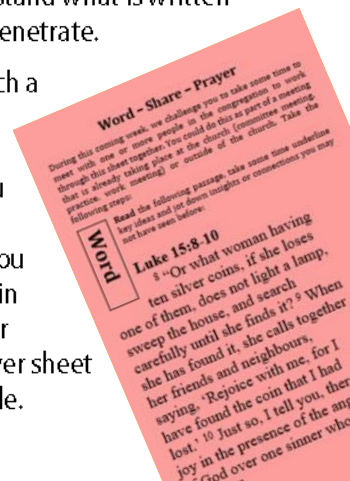 stand what is written
enetrate.
ch a
u
ou
in
r
er sheet
le.
Word – Share – Prayer
During this coming week, we challenge you to take some time to
meet with one or more people in the congregation to work
through this sheet together. You could do this as part of a meeting
that is already taking place at the church (committee meeting,
practice, work meeting) or outside of the church. Take the
following steps:
Word
Read the following passage, take some time underline
key ideas and jot down insights or connections you may
not have seen before:
Luke 15:8-10
8 “Or what woman having
ten silver coins, if she loses
one of them, does not light a lamp,
sweep the house, and search
carefully until she finds it? 9 When
she has found it, she calls together
her friends and neighbours,
saying, ‘Rejoice with me, for I
have found the coin that I had
lost.’ 10 Just so, I tell you, ther
joy in the presence of the ang
of God over one sinner who